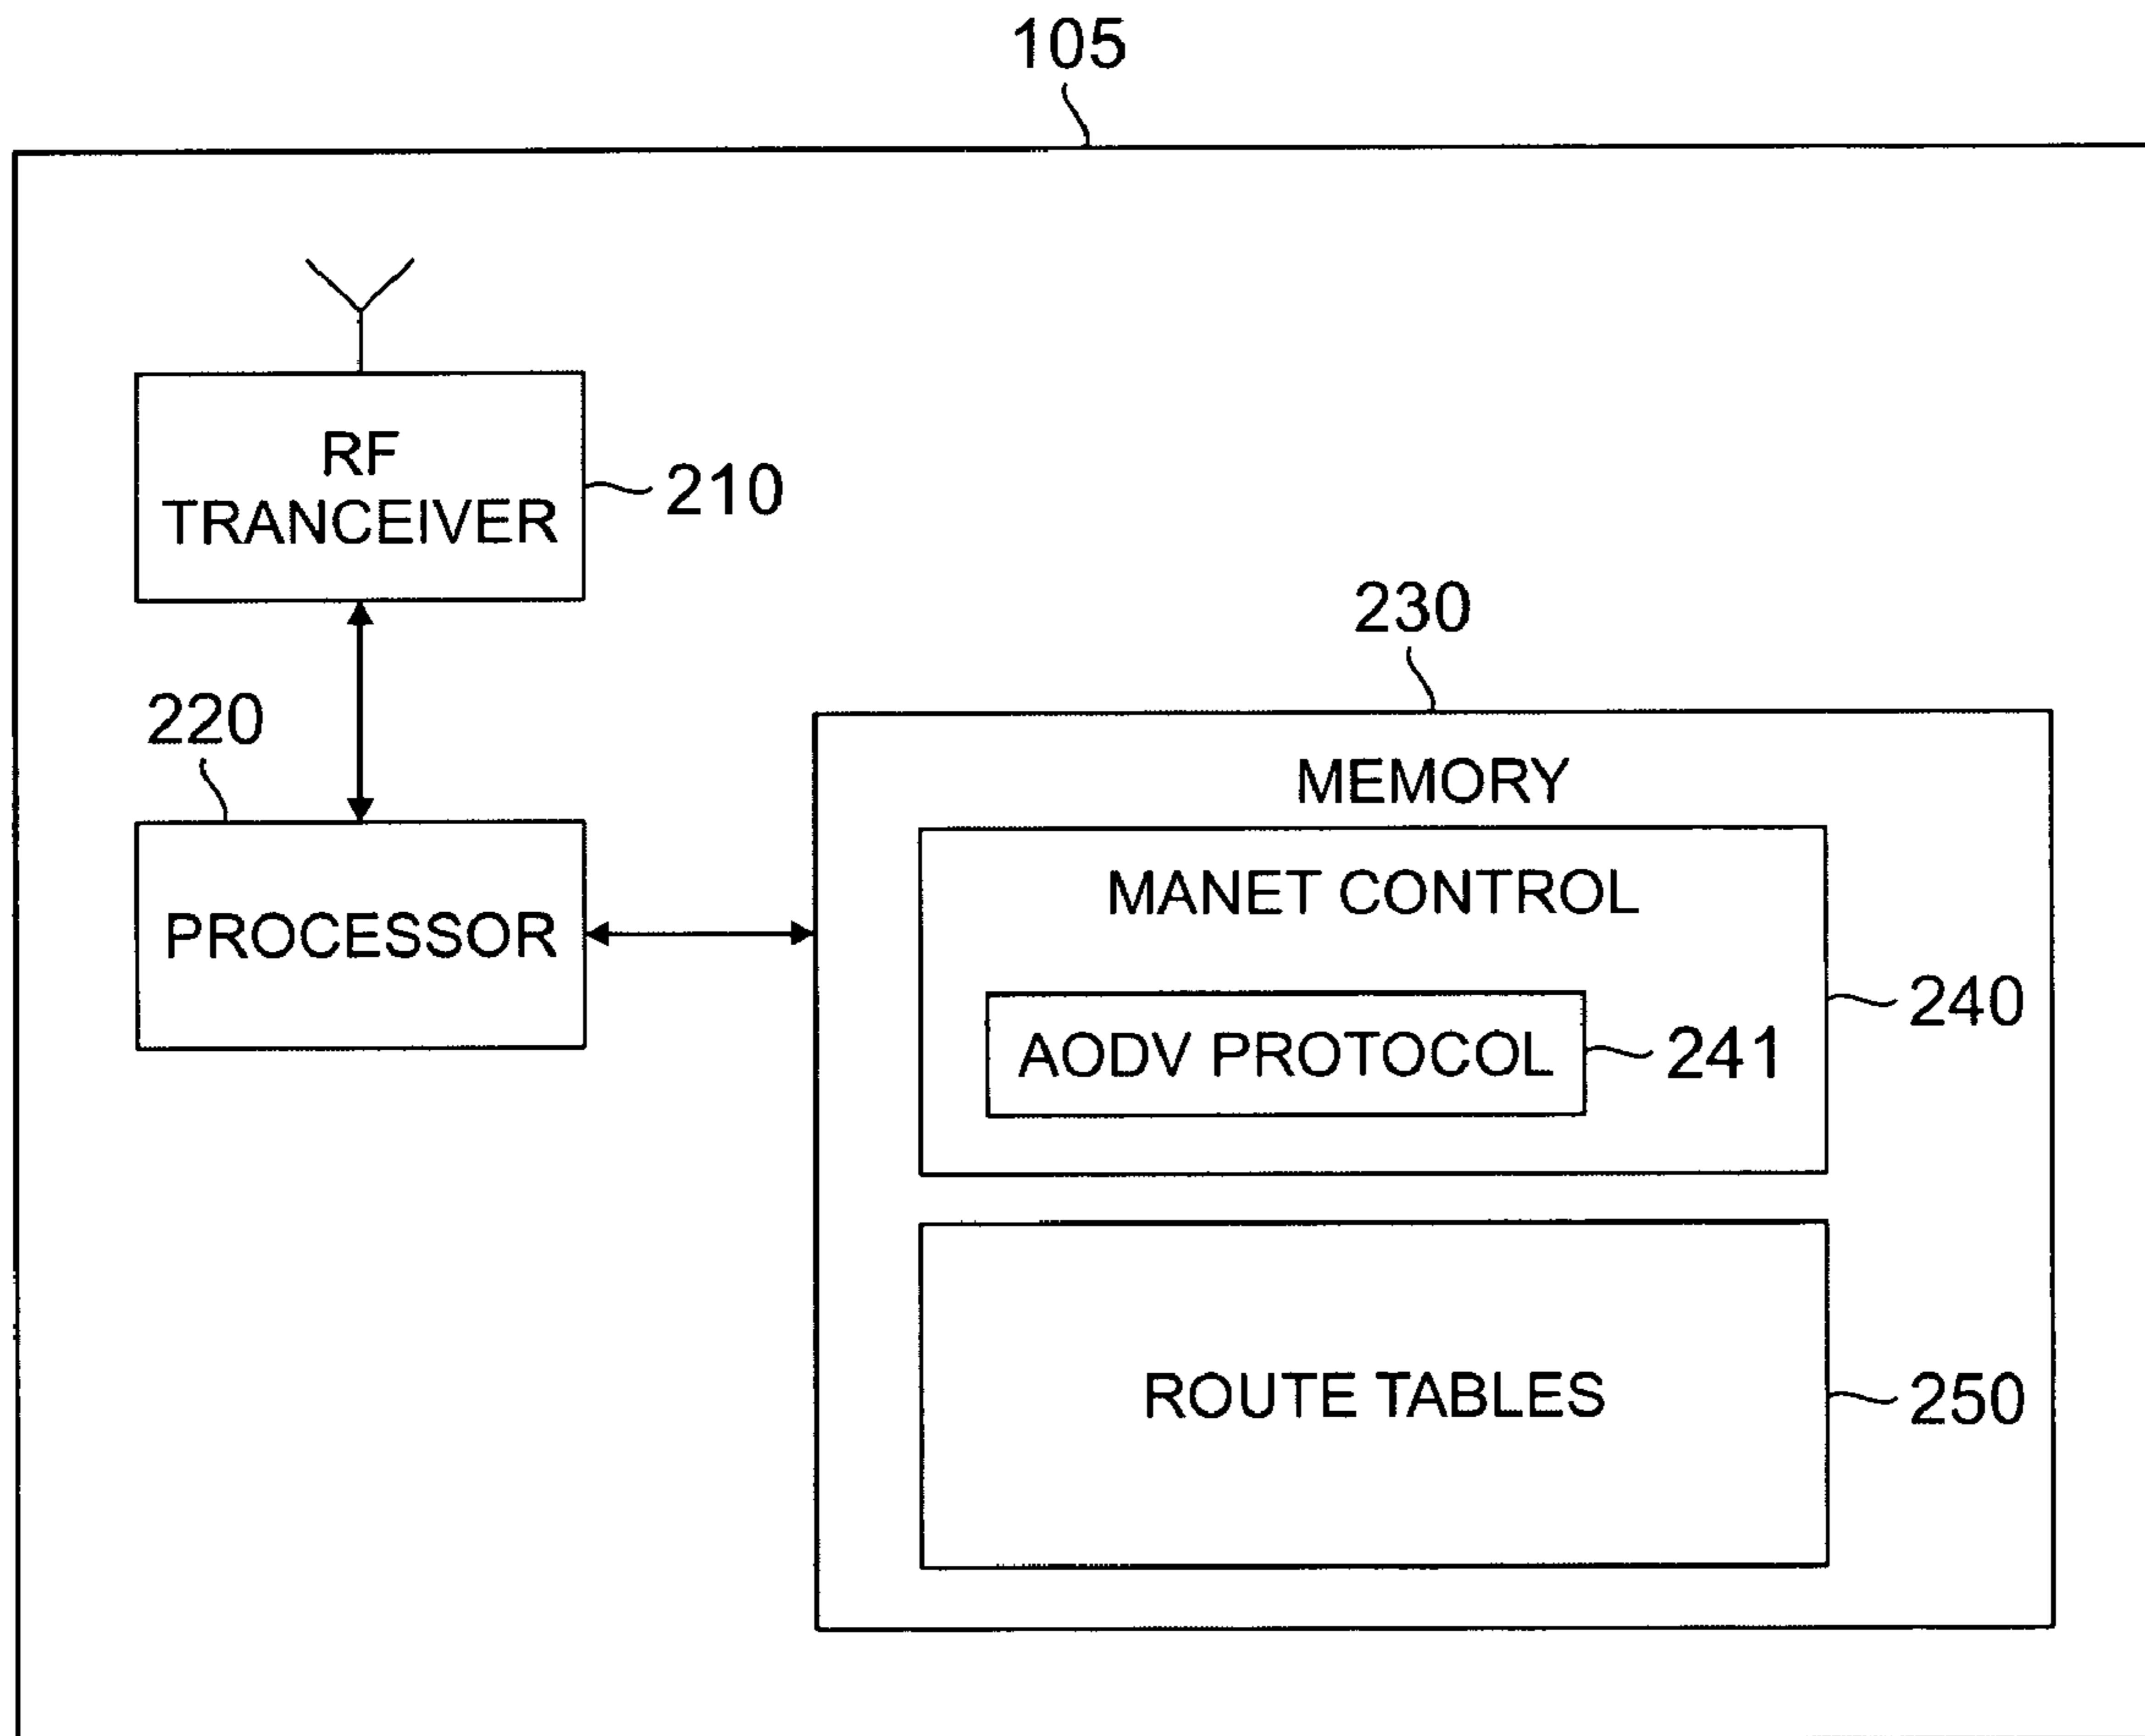 105
RF
TRANCEIVER
210
230
220
MEMORY
MANET CONTROL
PROCESSOR
240
AODV PROTOCOL
241
ROUTE TABLES
250